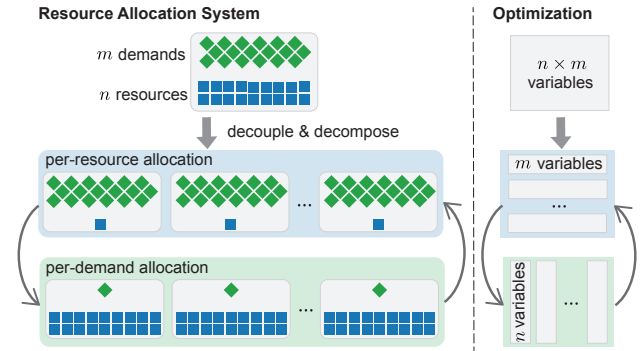 Resource Allocation System
m demands
n resources
decouple & decompose
per-resource allocation
...
per-demand allocation
...
Optimization
n × m
variables
m variables
...
n variables
...